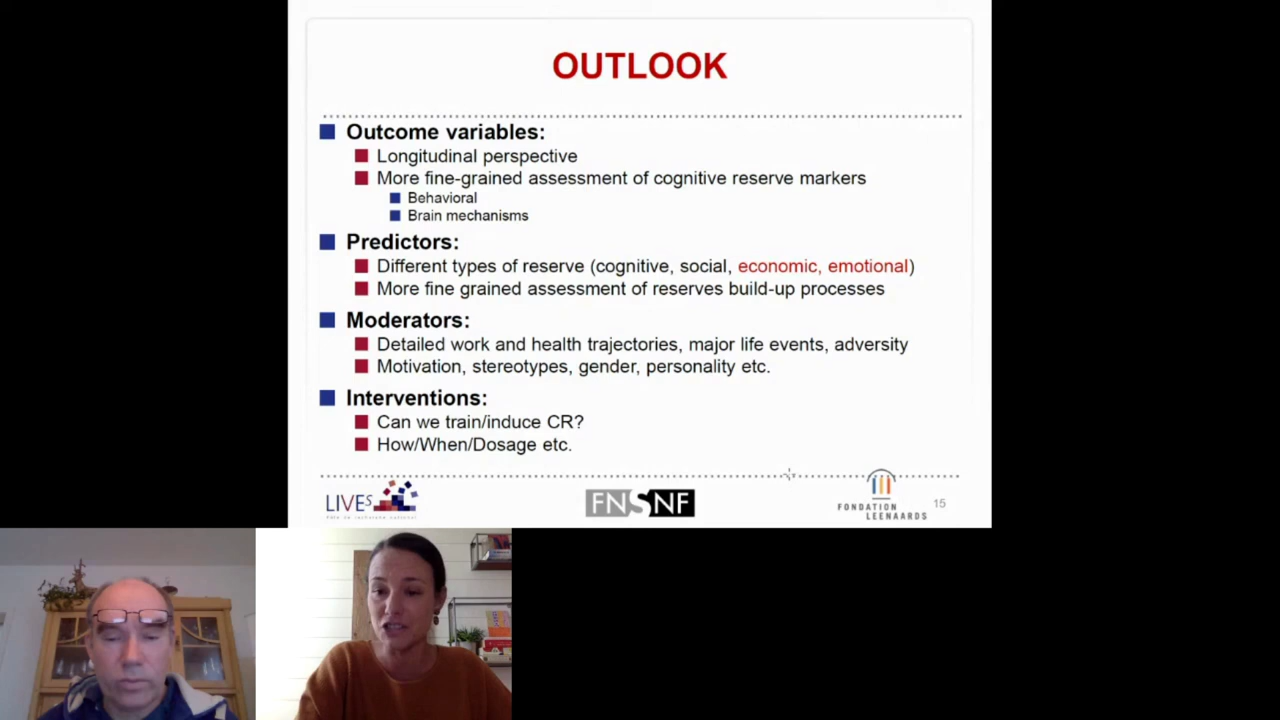 OUTLOOK
Outcome variables:
Longitudinal perspective
More fine-grained assessment of cognitive reserve markers
Behavioral
Brain mechanisms
Predictors:
Different types of reserve (cognitive, social, economic, emotional)
More fine grained assessment of reserves build-up processes
Moderators:
Detailed work and health trajectories, major life events, adversity
Motivation, stereotypes, gender, personality etc.
Interventions:
Can we train/induce CR?
How/When/Dosage etc.
LIVES
FNSNF
FONDATION
LEENAARDS
15